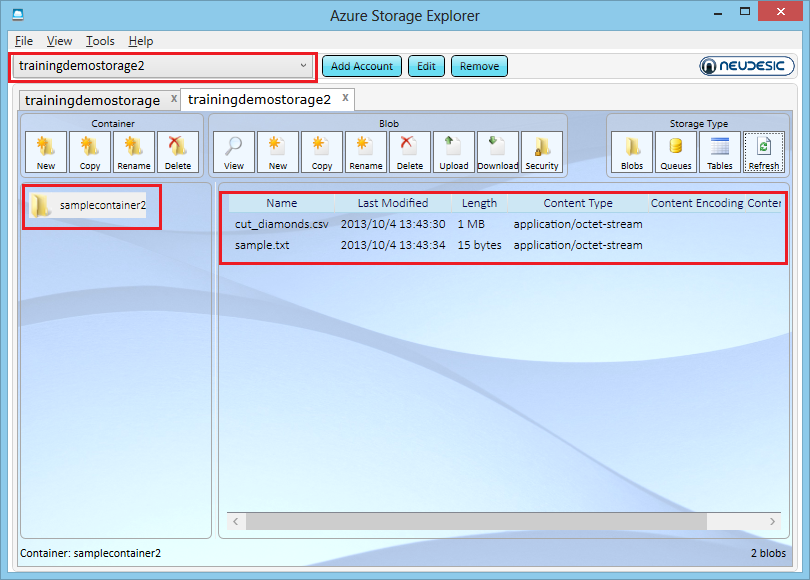 Azure Storage Explorer
File View Tools Help
trainingdemostorage2 Add Account Edit Remove NEUDESIC
trainingdemostorage x trainingdemostorage2 x
Container Blob Storage Type
New Copy Rename Delete View New Copy Rename Delete Upload Download Security Blobs Queues Tables Refresh
samplecontainer2
Name Last Modified Length Content Type Content Encoding Conter
cut_diamonds.csv 2013/10/4 13:43:30 1 MB application/octet-stream
sample.txt 2013/10/4 13:43:34 15 bytes application/octet-stream
Container: samplecontainer2 2 blobs